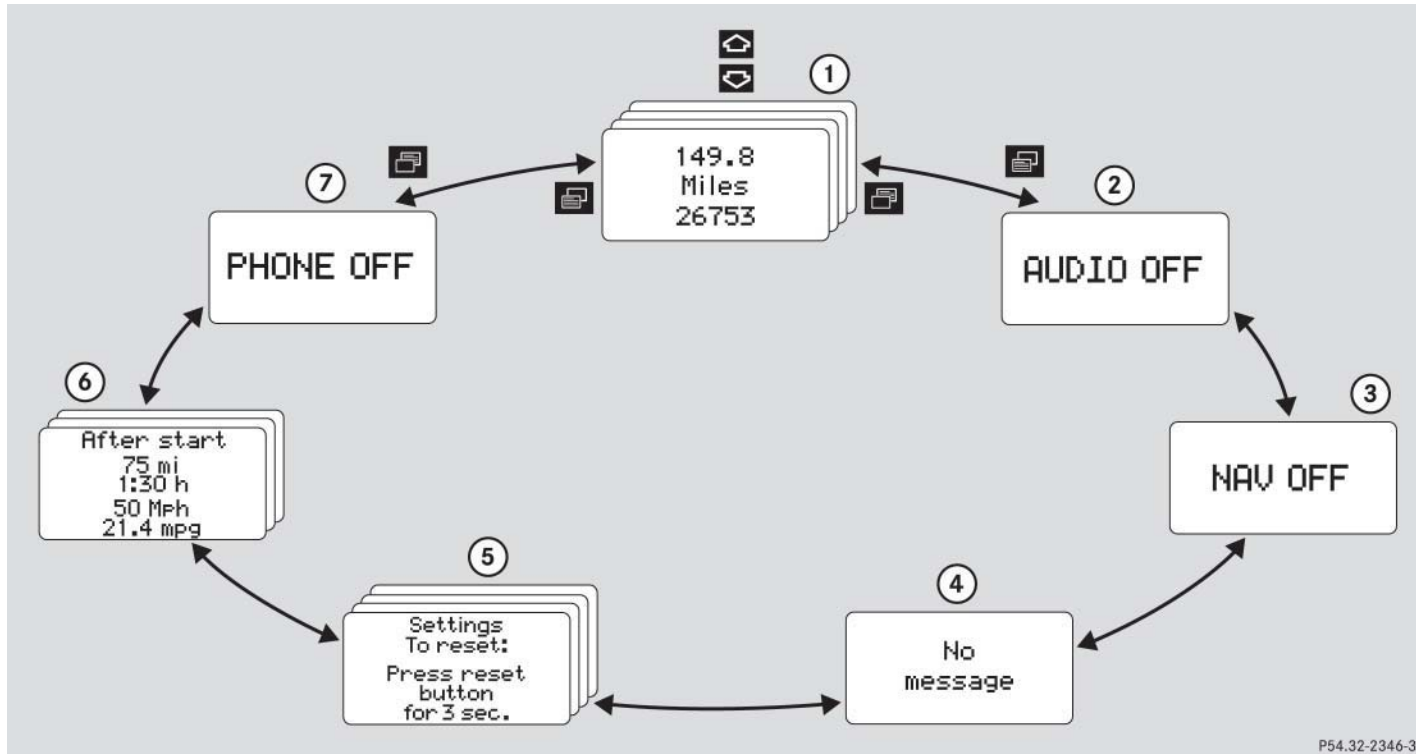 1
149.8
Miles
26753
2
AUDIO OFF
3
NAV OFF
4
No
message
5
Settings
To reset:
Press reset
button
for 3 sec.
6
After start
75 mi
1:30 h
50 Mph
21.4 mpg
7
PHONE OFF
P54.32-2346-3